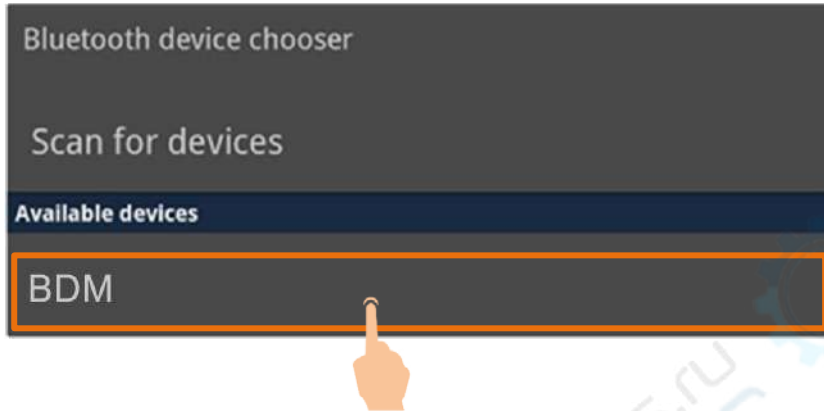 Bluetooth device chooser
Scan for devices
Available devices
BDM